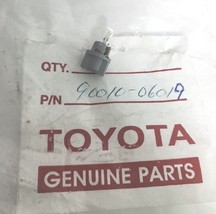 QTY.
P/N 90010-06019
TOYOTA
GENUINE PARTS